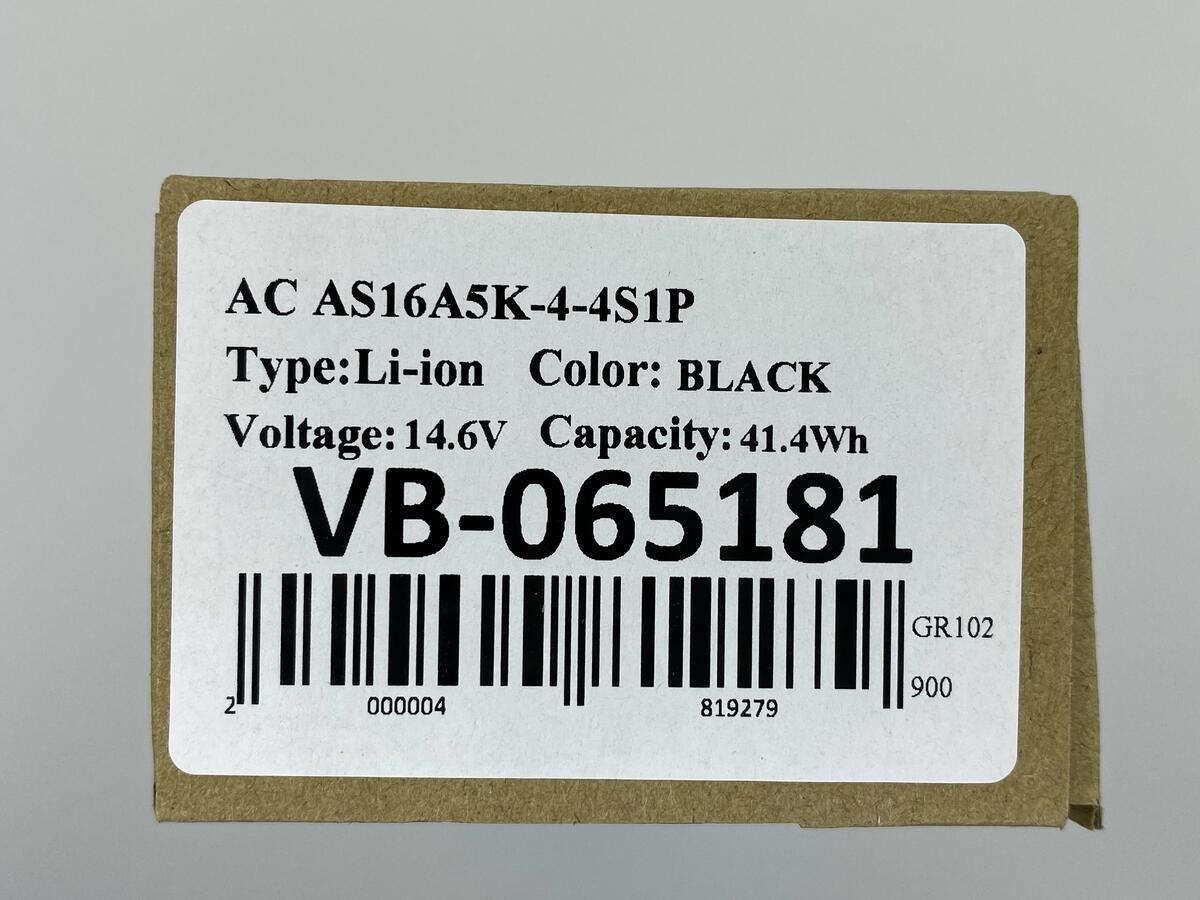 AC AS16A5K-4-4S1P
Type:Li-ion Color: BLACK
Voltage: 14.6V Capacity: 41.4Wh
VB-065181
GR102
900
2 000004 819279